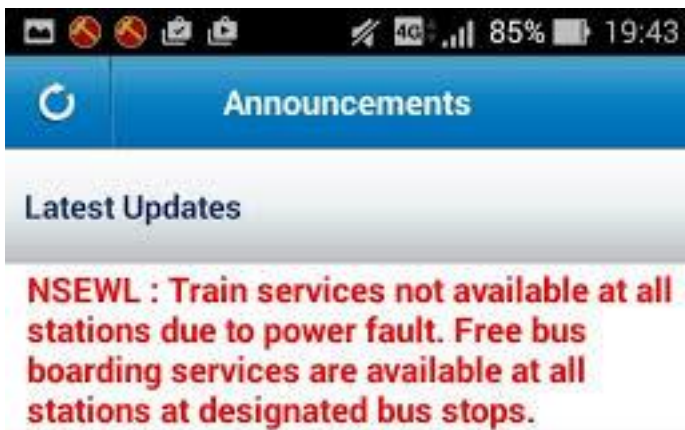 4G 85% 19:43
Announcements
Latest Updates
NSEWL : Train services not available at all
stations due to power fault. Free bus
boarding services are available at all
stations at designated bus stops.